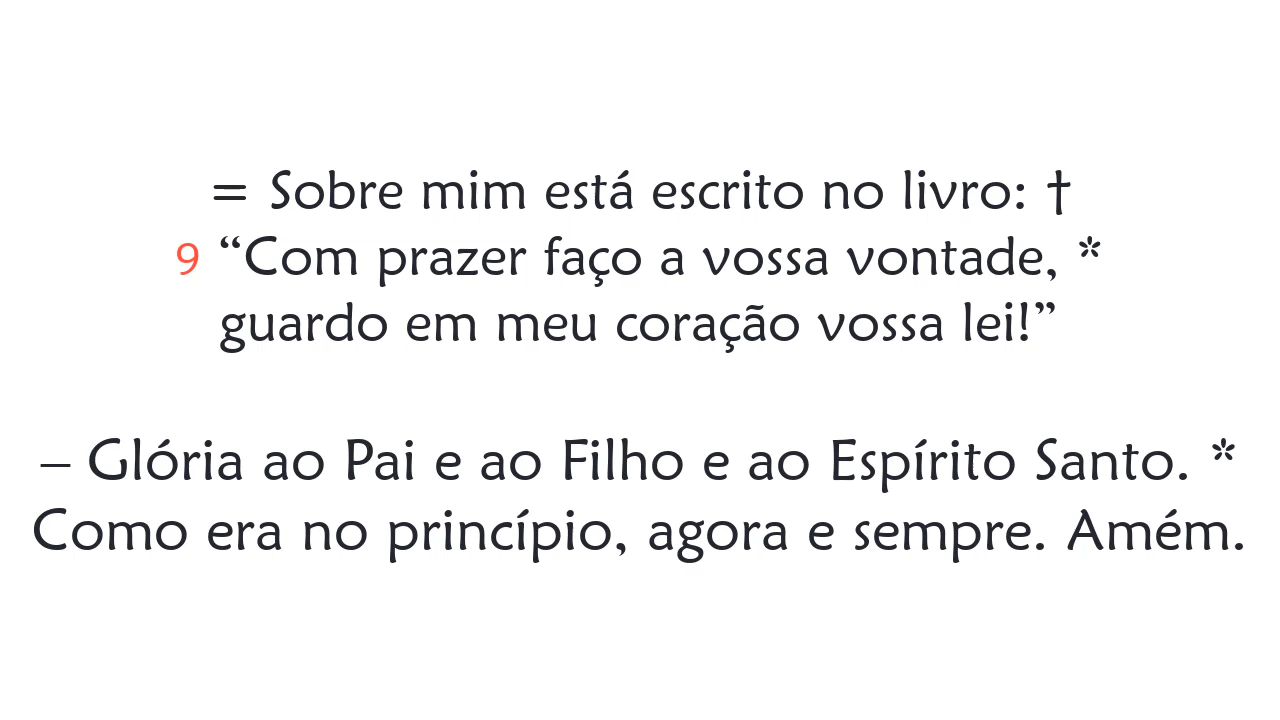 = Sobre mim está escrito no livro: †
9 “Com prazer faço a vossa vontade, *
guardo em meu coração vossa lei!”
– Glória ao Pai e ao Filho e ao Espírito Santo. *
Como era no princípio, agora e sempre. Amém.